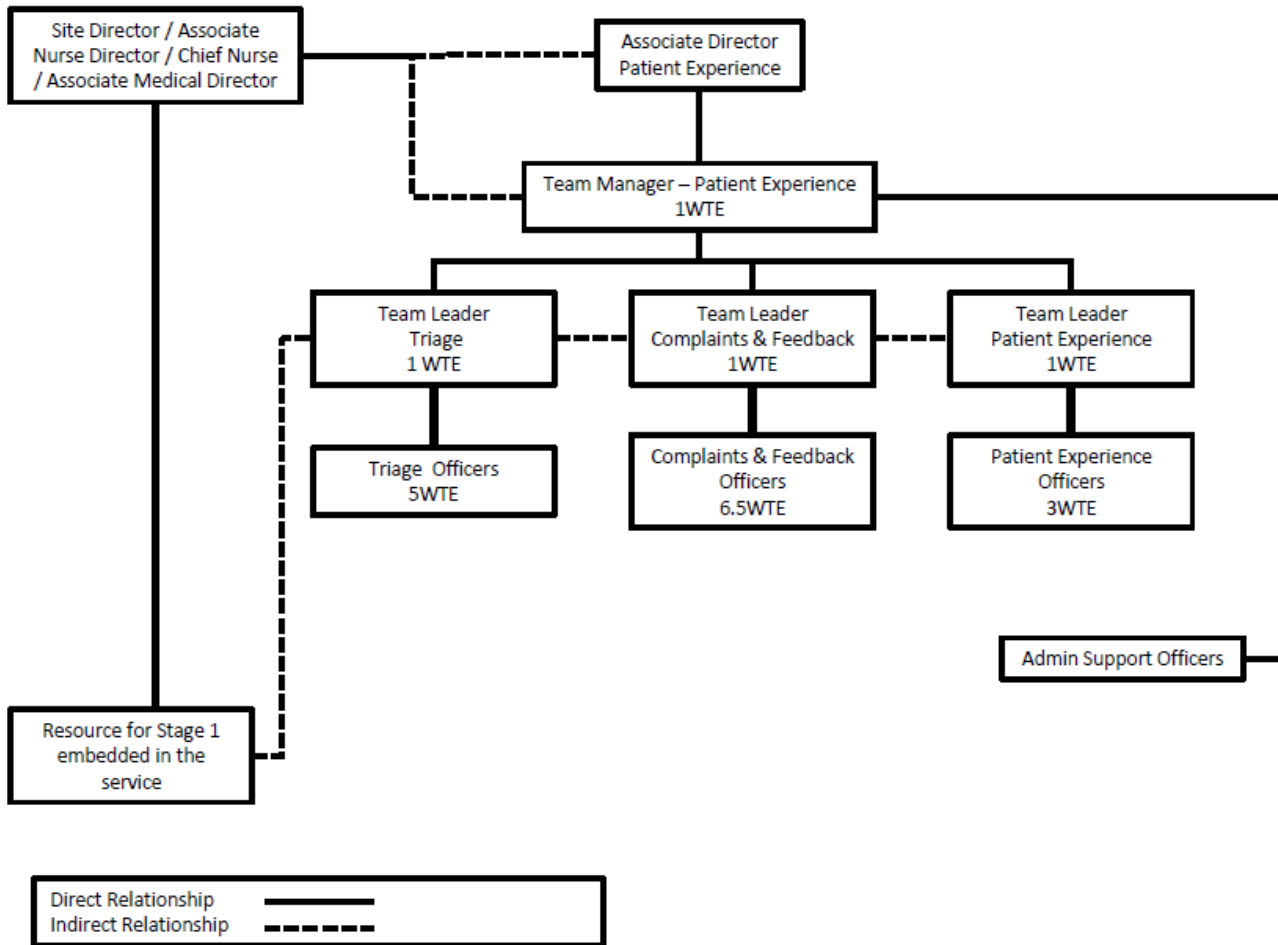 Site Director / Associate
Nurse Director / Chief Nurse
/ Associate Medical Director
Associate Director
Patient Experience
Team Manager – Patient Experience
1WTE
Team Leader
Triage
1 WTE
Team Leader
Complaints & Feedback
1WTE
Team Leader
Patient Experience
1WTE
Triage Officers
5WTE
Complaints & Feedback
Officers
6.5WTE
Patient Experience
Officers
3WTE
Admin Support Officers
Resource for Stage 1
embedded in the
service
Direct Relationship
Indirect Relationship